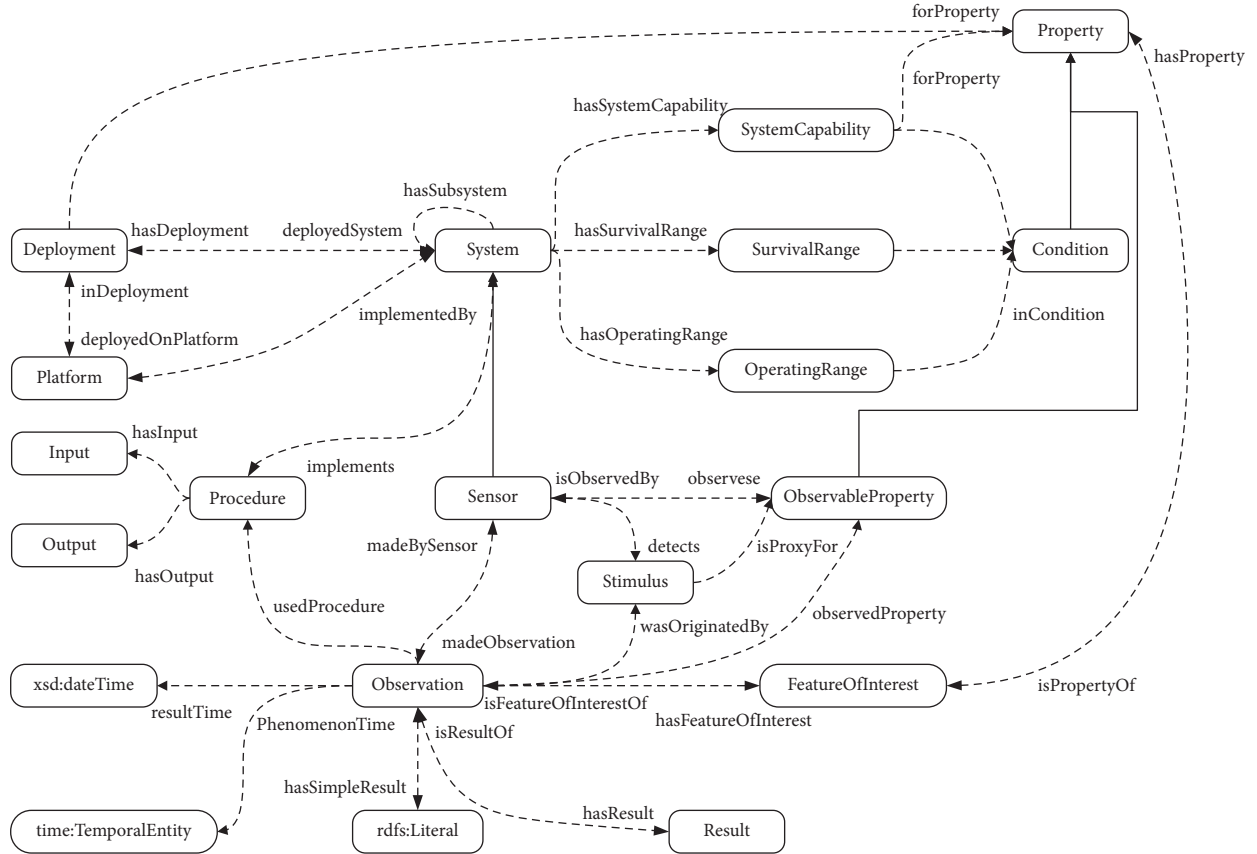 forProperty
Property
hasProperty
forProperty
hasSystemCapability
SystemCapability
hasSubsystem
hasDeployment
deployedSystem
hasSurvivalRange
Deployment
System
SurvivalRange
Condition
inDeployment
implementedBy
inCondition
hasOperatingRange
deployedOnPlatform
Platform
OperatingRange
hasInput
Input
implements
isObservedBy
observese
Procedure
Sensor
ObservableProperty
Output
madeBySensor
detects
isProxyFor
hasOutput
Stimulus
usedProcedure
observedProperty
wasOriginatedBy
madeObservation
xsd:dateTime
Observation
FeatureOfInterest
isPropertyOf
isFeatureOfInterestOf
resultTime
hasFeatureOfInterest
PhenomenonTime
isResultOf
hasSimpleResult
hasResult
time:TemporalEntity
rdfs:Literal
Result